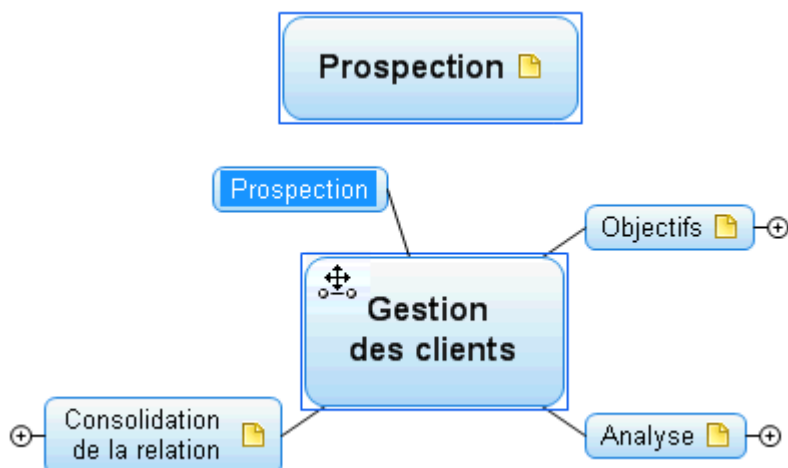 Prospection
Prospection
Objectifs
Gestion
des clients
Consolidation
de la relation
Analyse